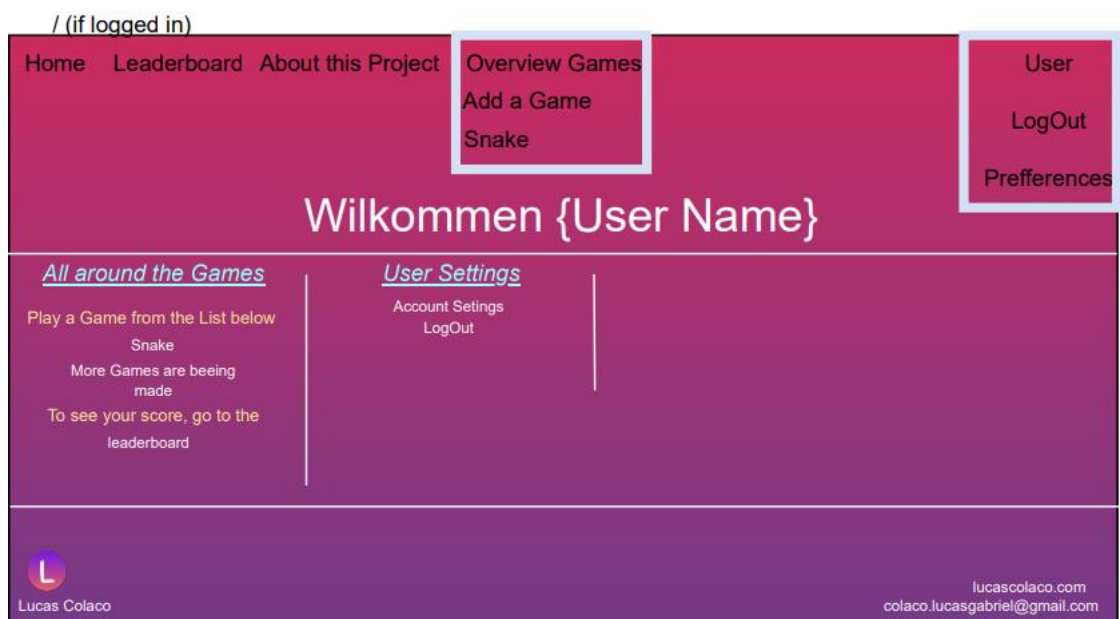 / (if logged in)
Home Leaderboard About this Project Overview Games User
Add a Game
Snake
LogOut
Prefferences
Wilkommen {User Name}
All around the Games
Play a Game from the List below
Snake
More Games are beeing
made
To see your score, go to the
leaderboard
User Settings
Account Setings
LogOut
L
Lucas Colaco
lucascolaco.com
colaco.lucasgabriel@gmail.com